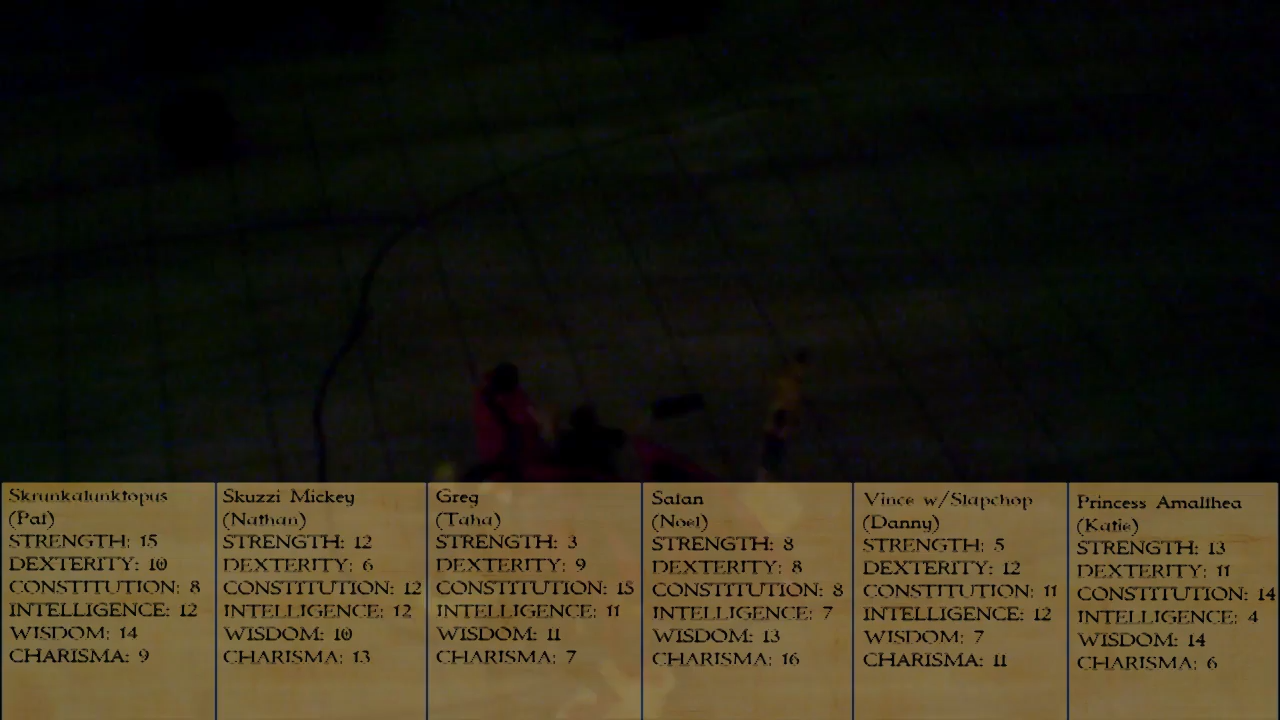 Skrunkalunktopus
(Pat)
STRENGTH: 15
DEXTERITY: 10
CONSTITUTION: 8
INTELLIGENCE: 12
WISDOM: 14
CHARISMA: 9
Skuzzi Mickey
(Nathan)
STRENGTH: 12
DEXTERITY: 6
CONSTITUTION: 12
INTELLIGENCE: 12
WISDOM: 10
CHARISMA: 13
Greg
(Taha)
STRENGTH: 3
DEXTERITY: 9
CONSTITUTION: 15
INTELLIGENCE: 11
WISDOM: 11
CHARISMA: 7
Satan
(Noel)
STRENGTH: 8
DEXTERITY: 8
CONSTITUTION: 8
INTELLIGENCE: 7
WISDOM: 13
CHARISMA: 16
Vince w/Slapchop
(Danny)
STRENGTH: 5
DEXTERITY: 12
CONSTITUTION: 11
INTELLIGENCE: 12
WISDOM: 7
CHARISMA: 11
Princess Amalthea
(Katie)
STRENGTH: 13
DEXTERITY: 11
CONSTITUTION: 14
INTELLIGENCE: 4
WISDOM: 14
CHARISMA: 6